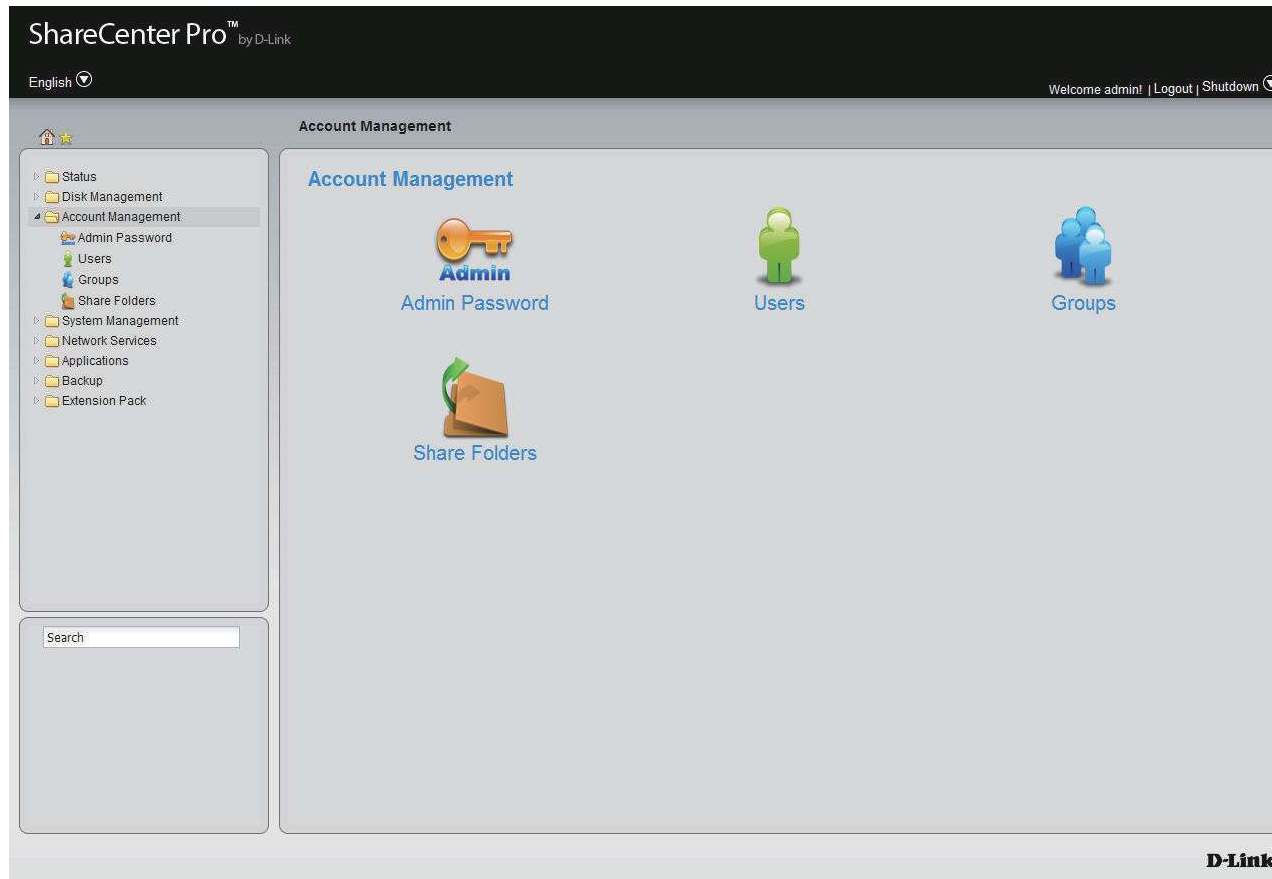 ShareCenter Pro™ by D-Link
English
Welcome admin! | Logout | Shutdown
Account Management
Status
Disk Management
Account Management
Admin Password
Users
Groups
Share Folders
System Management
Network Services
Applications
Backup
Extension Pack
Search
Account Management
Admin
Admin Password
Users
Groups
Share Folders
D-Link